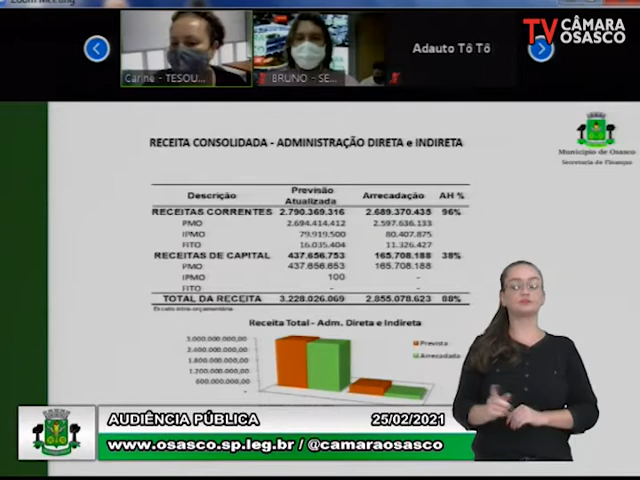 Zoom Meeting
TV CÂMARA
OSASCO
Carine - TESOU...
BRUNO - SE...
Adauto Tô Tô
RECEITA CONSOLIDADA - ADMINISTRAÇÃO DIRETA e INDIRETA
Município de Osasco
Secretaria de Finanças
Descrição Previsão Atualizada Arrecadação AH %
RECEITAS CORRENTES 2.790.369.316 2.689.370.435 96%
PMO 2.694.414.412 2.597.636.133
IPMO 79.919.500 80.407.875
FITO 16.035.404 11.326.427
RECEITAS DE CAPITAL 437.656.753 165.708.188 38%
PMO 437.656.653 165.708.188
IPMO 100 -
FITO - -
TOTAL DA RECEITA 3.228.026.069 2.855.078.623 88%
Exceto intra-orçamentária
Receita Total - Adm. Direta e Indireta
3.000.000.000,00
2.400.000.000,00
1.800.000.000,00
1.200.000.000,00
600.000.000,00
-
Prevista
Arrecadada
AUDIÊNCIA PÚBLICA 25/02/2021
www.osasco.sp.leg.br / @camaraosasco